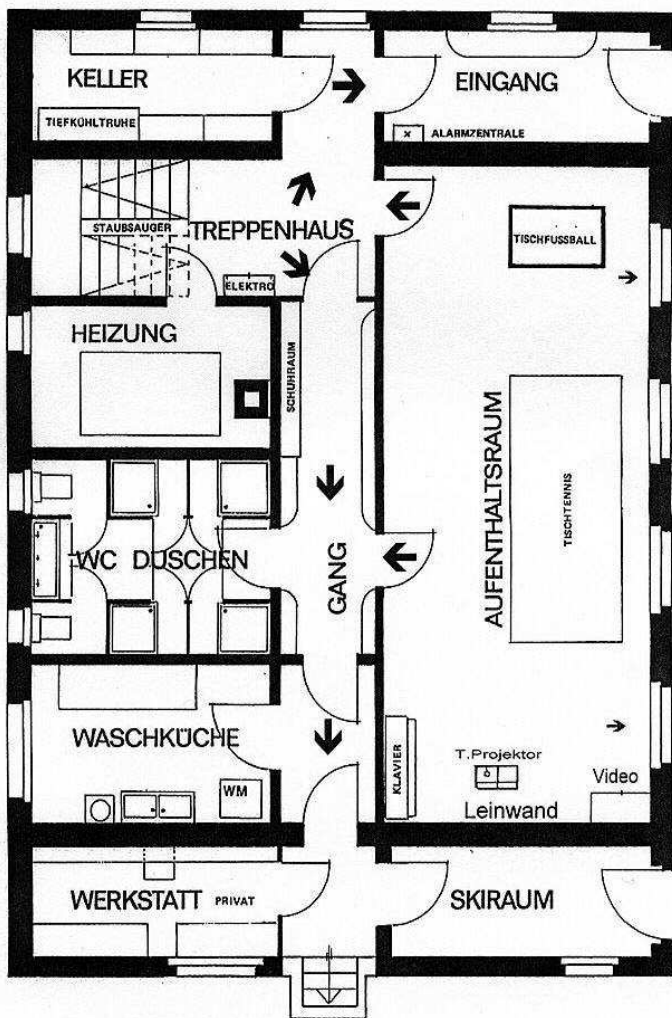 KELLER
EINGANG
TIEFKÜHLTRUHE
× ALARMZENTRALE
STAUBSAUGER
TREPPENHAUS
TISCHFUSSBALL
ELEKTRO
HEIZUNG
SCHUHRAUM
AUFENTHALTSRAUM
TISCHTENNIS
WC DUSCHEN
GANG
WASCHKÜCHE
WM
KLAVIER
T.Projektor
Video
Leinwand
WERKSTATT PRIVAT
SKIRAUM